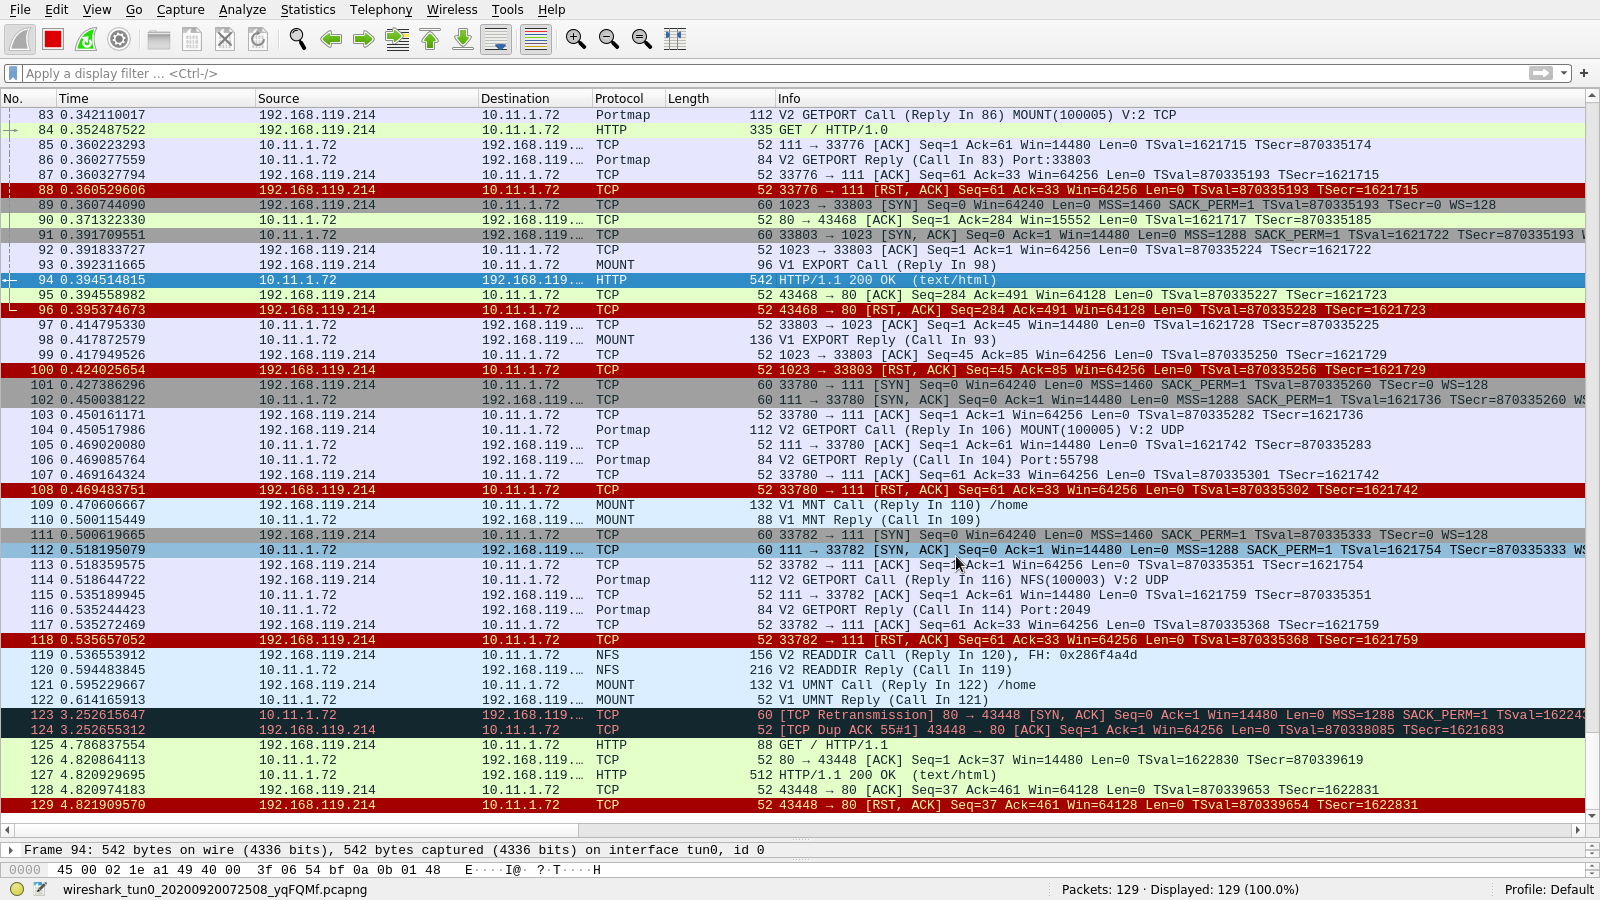 File Edit View Go Capture Analyze Statistics Telephony Wireless Tools Help
Apply a display filter ... <Ctrl-/>
No. Time Source Destination Protocol Length Info
83 0.342110017 192.168.119.214 10.11.1.72 Portmap 112 V2 GETPORT Call (Reply In 86) MOUNT(100005) V:2 TCP
84 0.352487522 192.168.119.214 10.11.1.72 HTTP 335 GET / HTTP/1.0
85 0.360223293 10.11.1.72 192.168.119.… TCP 52 111 → 33776 [ACK] Seq=1 Ack=61 Win=14480 Len=0 TSval=1621715 TSecr=870335174
86 0.360277559 10.11.1.72 192.168.119.… Portmap 84 V2 GETPORT Reply (Call In 83) Port:33803
87 0.360327794 192.168.119.214 10.11.1.72 TCP 52 33776 → 111 [ACK] Seq=61 Ack=33 Win=64256 Len=0 TSval=870335193 TSecr=1621715
88 0.360529606 192.168.119.214 10.11.1.72 TCP 52 33776 → 111 [RST, ACK] Seq=61 Ack=33 Win=64256 Len=0 TSval=870335193 TSecr=1621715
89 0.360744090 192.168.119.214 10.11.1.72 TCP 60 1023 → 33803 [SYN] Seq=0 Win=64240 Len=0 MSS=1460 SACK_PERM=1 TSval=870335193 TSecr=0 WS=128
90 0.371322330 10.11.1.72 192.168.119.… TCP 52 80 → 43468 [ACK] Seq=1 Ack=284 Win=15552 Len=0 TSval=1621717 TSecr=870335185
91 0.391709551 10.11.1.72 192.168.119.… TCP 60 33803 → 1023 [SYN, ACK] Seq=0 Ack=1 Win=14480 Len=0 MSS=1288 SACK_PERM=1 TSval=1621722 TSecr=870335193 W
92 0.391833727 192.168.119.214 10.11.1.72 TCP 52 1023 → 33803 [ACK] Seq=1 Ack=1 Win=64256 Len=0 TSval=870335224 TSecr=1621722
93 0.392311665 192.168.119.214 10.11.1.72 MOUNT 96 V1 EXPORT Call (Reply In 98)
94 0.394514815 10.11.1.72 192.168.119.… HTTP 542 HTTP/1.1 200 OK (text/html)
95 0.394558982 192.168.119.214 10.11.1.72 TCP 52 43468 → 80 [ACK] Seq=284 Ack=491 Win=64128 Len=0 TSval=870335227 TSecr=1621723
96 0.395374673 192.168.119.214 10.11.1.72 TCP 52 43468 → 80 [RST, ACK] Seq=284 Ack=491 Win=64128 Len=0 TSval=870335228 TSecr=1621723
97 0.414795330 10.11.1.72 192.168.119.… TCP 52 33803 → 1023 [ACK] Seq=1 Ack=45 Win=14480 Len=0 TSval=1621728 TSecr=870335225
98 0.417872579 10.11.1.72 192.168.119.… MOUNT 136 V1 EXPORT Reply (Call In 93)
99 0.417949526 192.168.119.214 10.11.1.72 TCP 52 1023 → 33803 [ACK] Seq=45 Ack=85 Win=64256 Len=0 TSval=870335250 TSecr=1621729
100 0.424025654 192.168.119.214 10.11.1.72 TCP 52 1023 → 33803 [RST, ACK] Seq=45 Ack=85 Win=64256 Len=0 TSval=870335256 TSecr=1621729
101 0.427386296 192.168.119.214 10.11.1.72 TCP 60 33780 → 111 [SYN] Seq=0 Win=64240 Len=0 MSS=1460 SACK_PERM=1 TSval=870335260 TSecr=0 WS=128
102 0.450038122 10.11.1.72 192.168.119.… TCP 60 111 → 33780 [SYN, ACK] Seq=0 Ack=1 Win=14480 Len=0 MSS=1288 SACK_PERM=1 TSval=1621736 TSecr=870335260 WS
103 0.450161171 192.168.119.214 10.11.1.72 TCP 52 33780 → 111 [ACK] Seq=1 Ack=1 Win=64256 Len=0 TSval=870335282 TSecr=1621736
104 0.450517986 192.168.119.214 10.11.1.72 Portmap 112 V2 GETPORT Call (Reply In 106) MOUNT(100005) V:2 UDP
105 0.469020080 10.11.1.72 192.168.119.… TCP 52 111 → 33780 [ACK] Seq=1 Ack=61 Win=14480 Len=0 TSval=1621742 TSecr=870335283
106 0.469085764 10.11.1.72 192.168.119.… Portmap 84 V2 GETPORT Reply (Call In 104) Port:55798
107 0.469164324 192.168.119.214 10.11.1.72 TCP 52 33780 → 111 [ACK] Seq=61 Ack=33 Win=64256 Len=0 TSval=870335301 TSecr=1621742
108 0.469483751 192.168.119.214 10.11.1.72 TCP 52 33780 → 111 [RST, ACK] Seq=61 Ack=33 Win=64256 Len=0 TSval=870335302 TSecr=1621742
109 0.470606667 192.168.119.214 10.11.1.72 MOUNT 132 V1 MNT Call (Reply In 110) /home
110 0.500115449 10.11.1.72 192.168.119.… MOUNT 88 V1 MNT Reply (Call In 109)
111 0.500619665 192.168.119.214 10.11.1.72 TCP 60 33782 → 111 [SYN] Seq=0 Win=64240 Len=0 MSS=1460 SACK_PERM=1 TSval=870335333 TSecr=0 WS=128
112 0.518195079 10.11.1.72 192.168.119.… TCP 60 111 → 33782 [SYN, ACK] Seq=0 Ack=1 Win=14480 Len=0 MSS=1288 SACK_PERM=1 TSval=1621754 TSecr=870335333 WS
113 0.518359575 192.168.119.214 10.11.1.72 TCP 52 33782 → 111 [ACK] Seq=1 Ack=1 Win=64256 Len=0 TSval=870335351 TSecr=1621754
114 0.518644722 192.168.119.214 10.11.1.72 Portmap 112 V2 GETPORT Call (Reply In 116) NFS(100003) V:2 UDP
115 0.535189945 10.11.1.72 192.168.119.… TCP 52 111 → 33782 [ACK] Seq=1 Ack=61 Win=14480 Len=0 TSval=1621759 TSecr=870335351
116 0.535244423 10.11.1.72 192.168.119.… Portmap 84 V2 GETPORT Reply (Call In 114) Port:2049
117 0.535272469 192.168.119.214 10.11.1.72 TCP 52 33782 → 111 [ACK] Seq=61 Ack=33 Win=64256 Len=0 TSval=870335368 TSecr=1621759
118 0.535657052 192.168.119.214 10.11.1.72 TCP 52 33782 → 111 [RST, ACK] Seq=61 Ack=33 Win=64256 Len=0 TSval=870335368 TSecr=1621759
119 0.536553912 192.168.119.214 10.11.1.72 NFS 156 V2 READDIR Call (Reply In 120), FH: 0x286f4a4d
120 0.594483845 10.11.1.72 192.168.119.… NFS 216 V2 READDIR Reply (Call In 119)
121 0.595229667 192.168.119.214 10.11.1.72 MOUNT 132 V1 UMNT Call (Reply In 122) /home
122 0.614165913 10.11.1.72 192.168.119.… MOUNT 52 V1 UMNT Reply (Call In 121)
123 3.252615647 10.11.1.72 192.168.119.… TCP 60 [TCP Retransmission] 80 → 43448 [SYN, ACK] Seq=0 Ack=1 Win=14480 Len=0 MSS=1288 SACK_PERM=1 TSval=16224
124 3.252655312 192.168.119.214 10.11.1.72 TCP 52 [TCP Dup ACK 55#1] 43448 → 80 [ACK] Seq=1 Ack=1 Win=64256 Len=0 TSval=870338085 TSecr=1621683
125 4.786837554 192.168.119.214 10.11.1.72 HTTP 88 GET / HTTP/1.1
126 4.820864113 10.11.1.72 192.168.119.… TCP 52 80 → 43448 [ACK] Seq=1 Ack=37 Win=14480 Len=0 TSval=1622830 TSecr=870339619
127 4.820929695 10.11.1.72 192.168.119.… HTTP 512 HTTP/1.1 200 OK (text/html)
128 4.820974183 192.168.119.214 10.11.1.72 TCP 52 43448 → 80 [ACK] Seq=37 Ack=461 Win=64128 Len=0 TSval=870339653 TSecr=1622831
129 4.821909570 192.168.119.214 10.11.1.72 TCP 52 43448 → 80 [RST, ACK] Seq=37 Ack=461 Win=64128 Len=0 TSval=870339654 TSecr=1622831
Frame 94: 542 bytes on wire (4336 bits), 542 bytes captured (4336 bits) on interface tun0, id 0
0000 45 00 02 1e a1 49 40 00 3f 06 54 bf 0a 0b 01 48 E····I@· ?·T····H
wireshark_tun0_20200920072508_yqFQMf.pcapng Packets: 129 · Displayed: 129 (100.0%) Profile: Default